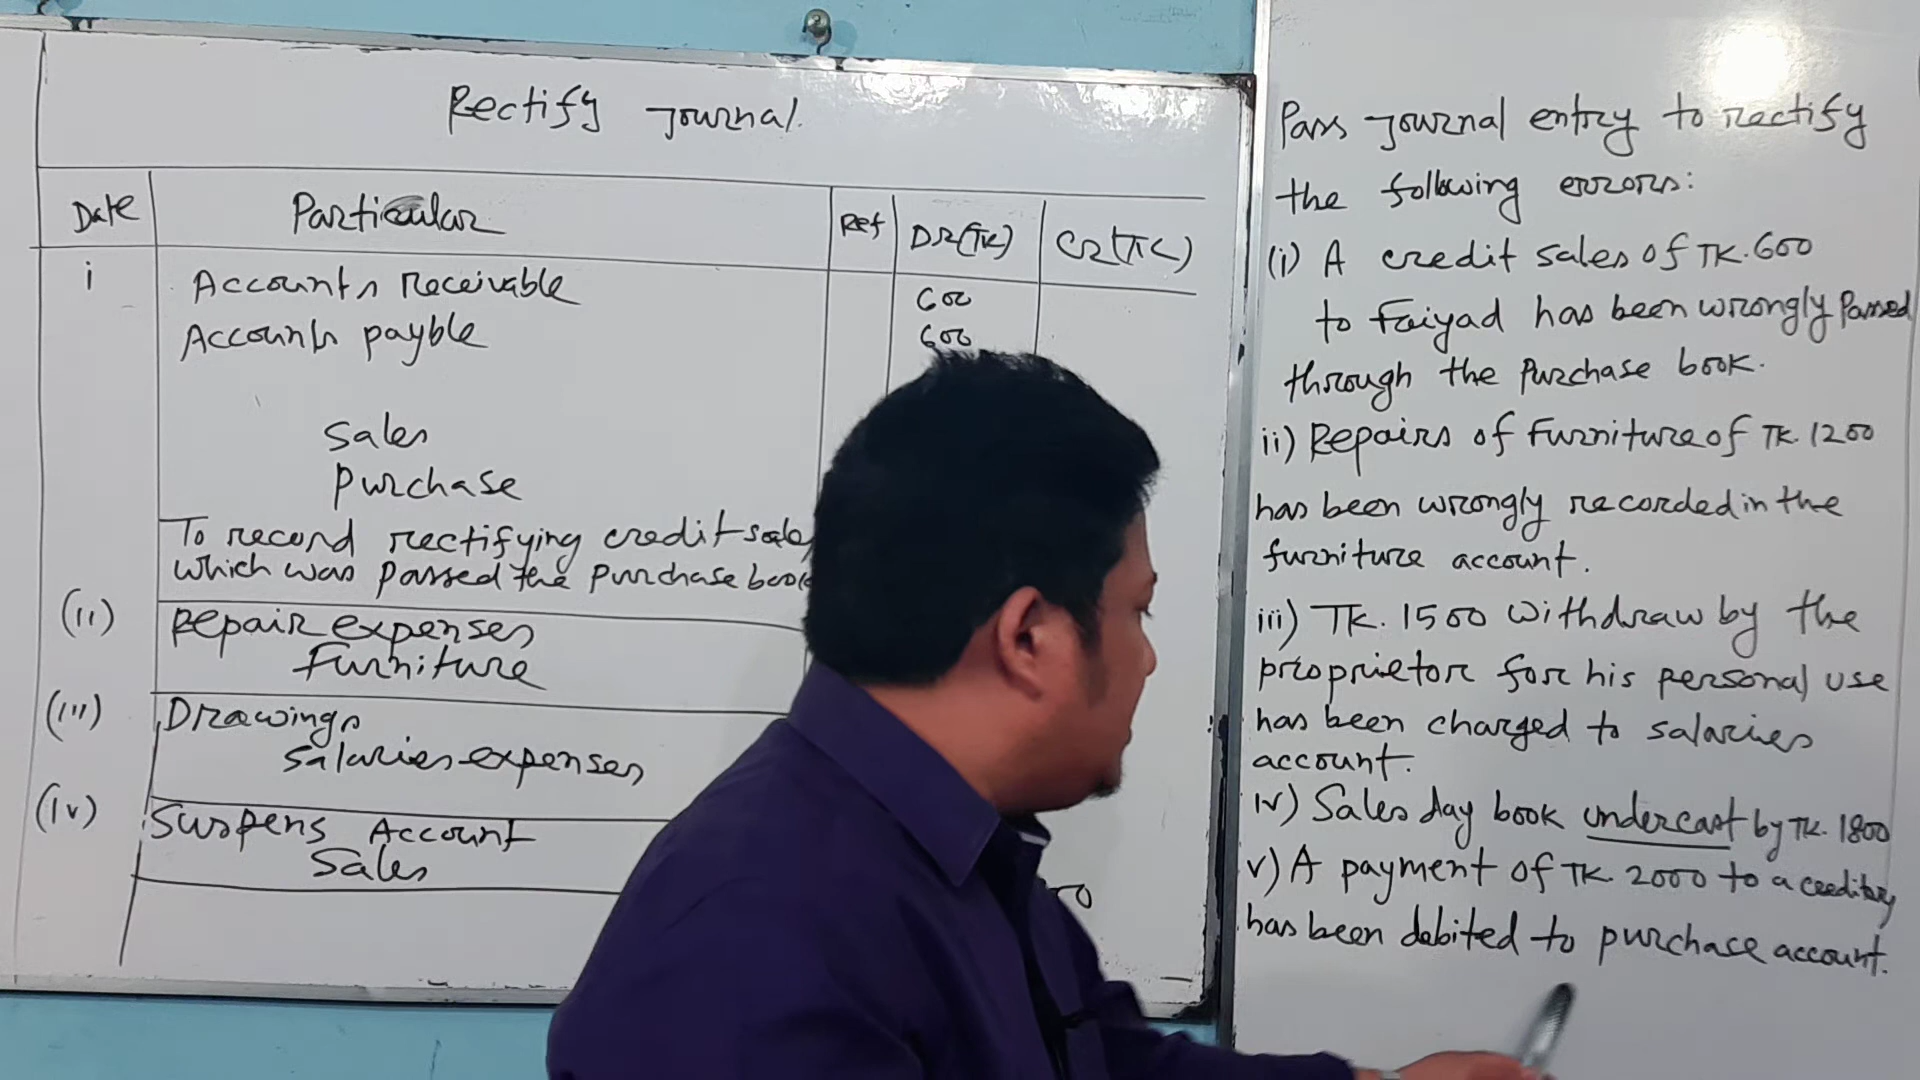 Rectify Journal.
Date Particular Ref DR(TK) CR(TK)
i Accounts Receivable 600
Accounts payble 600
Sales
Purchase
To record rectifying credit sale
which was passed the purchase book
(ii) Repair expenses
Furniture
(iii) Drawings
Salaries expenses
(iv) Suspens Account
Sales
Pass Journal entry to rectify
the following errors:
(i) A credit sales of TK.600
to Faiyad has been wrongly passed
through the Purchase book.
ii) Repairs of Furniture of TK.1200
has been wrongly recorded in the
furniture account.
iii) TK. 1500 withdraw by the
proprietor for his personal use
has been charged to salaries
account.
iv) Sales day book undercast by TK. 1800
v) A payment of TK. 2000 to a
has been debited to purchase account.